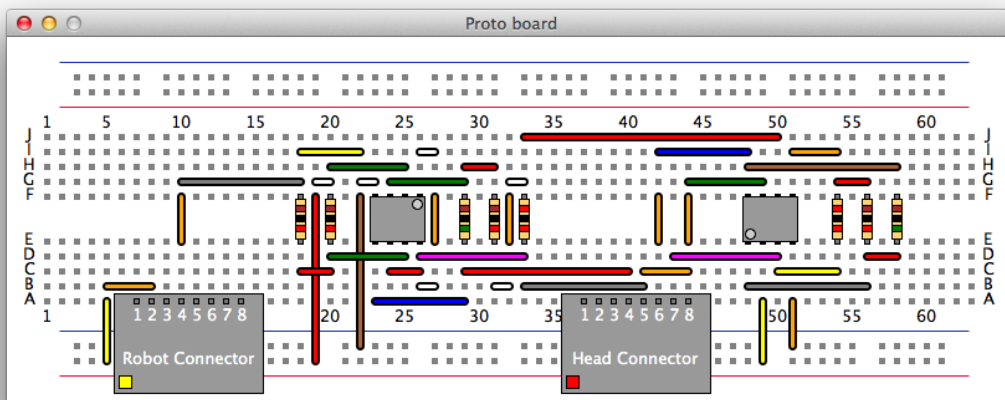 Proto board
1 5 10 15 20 25 30 35 40 45 50 55 60
J J
I I
H H
G G
F F
E E
D D
C C
B B
A A
1 2 3 4 5 6 7 8 1 2 3 4 5 6 7 8
1 20 25 30 35 50 55 60
Robot Connector Head Connector